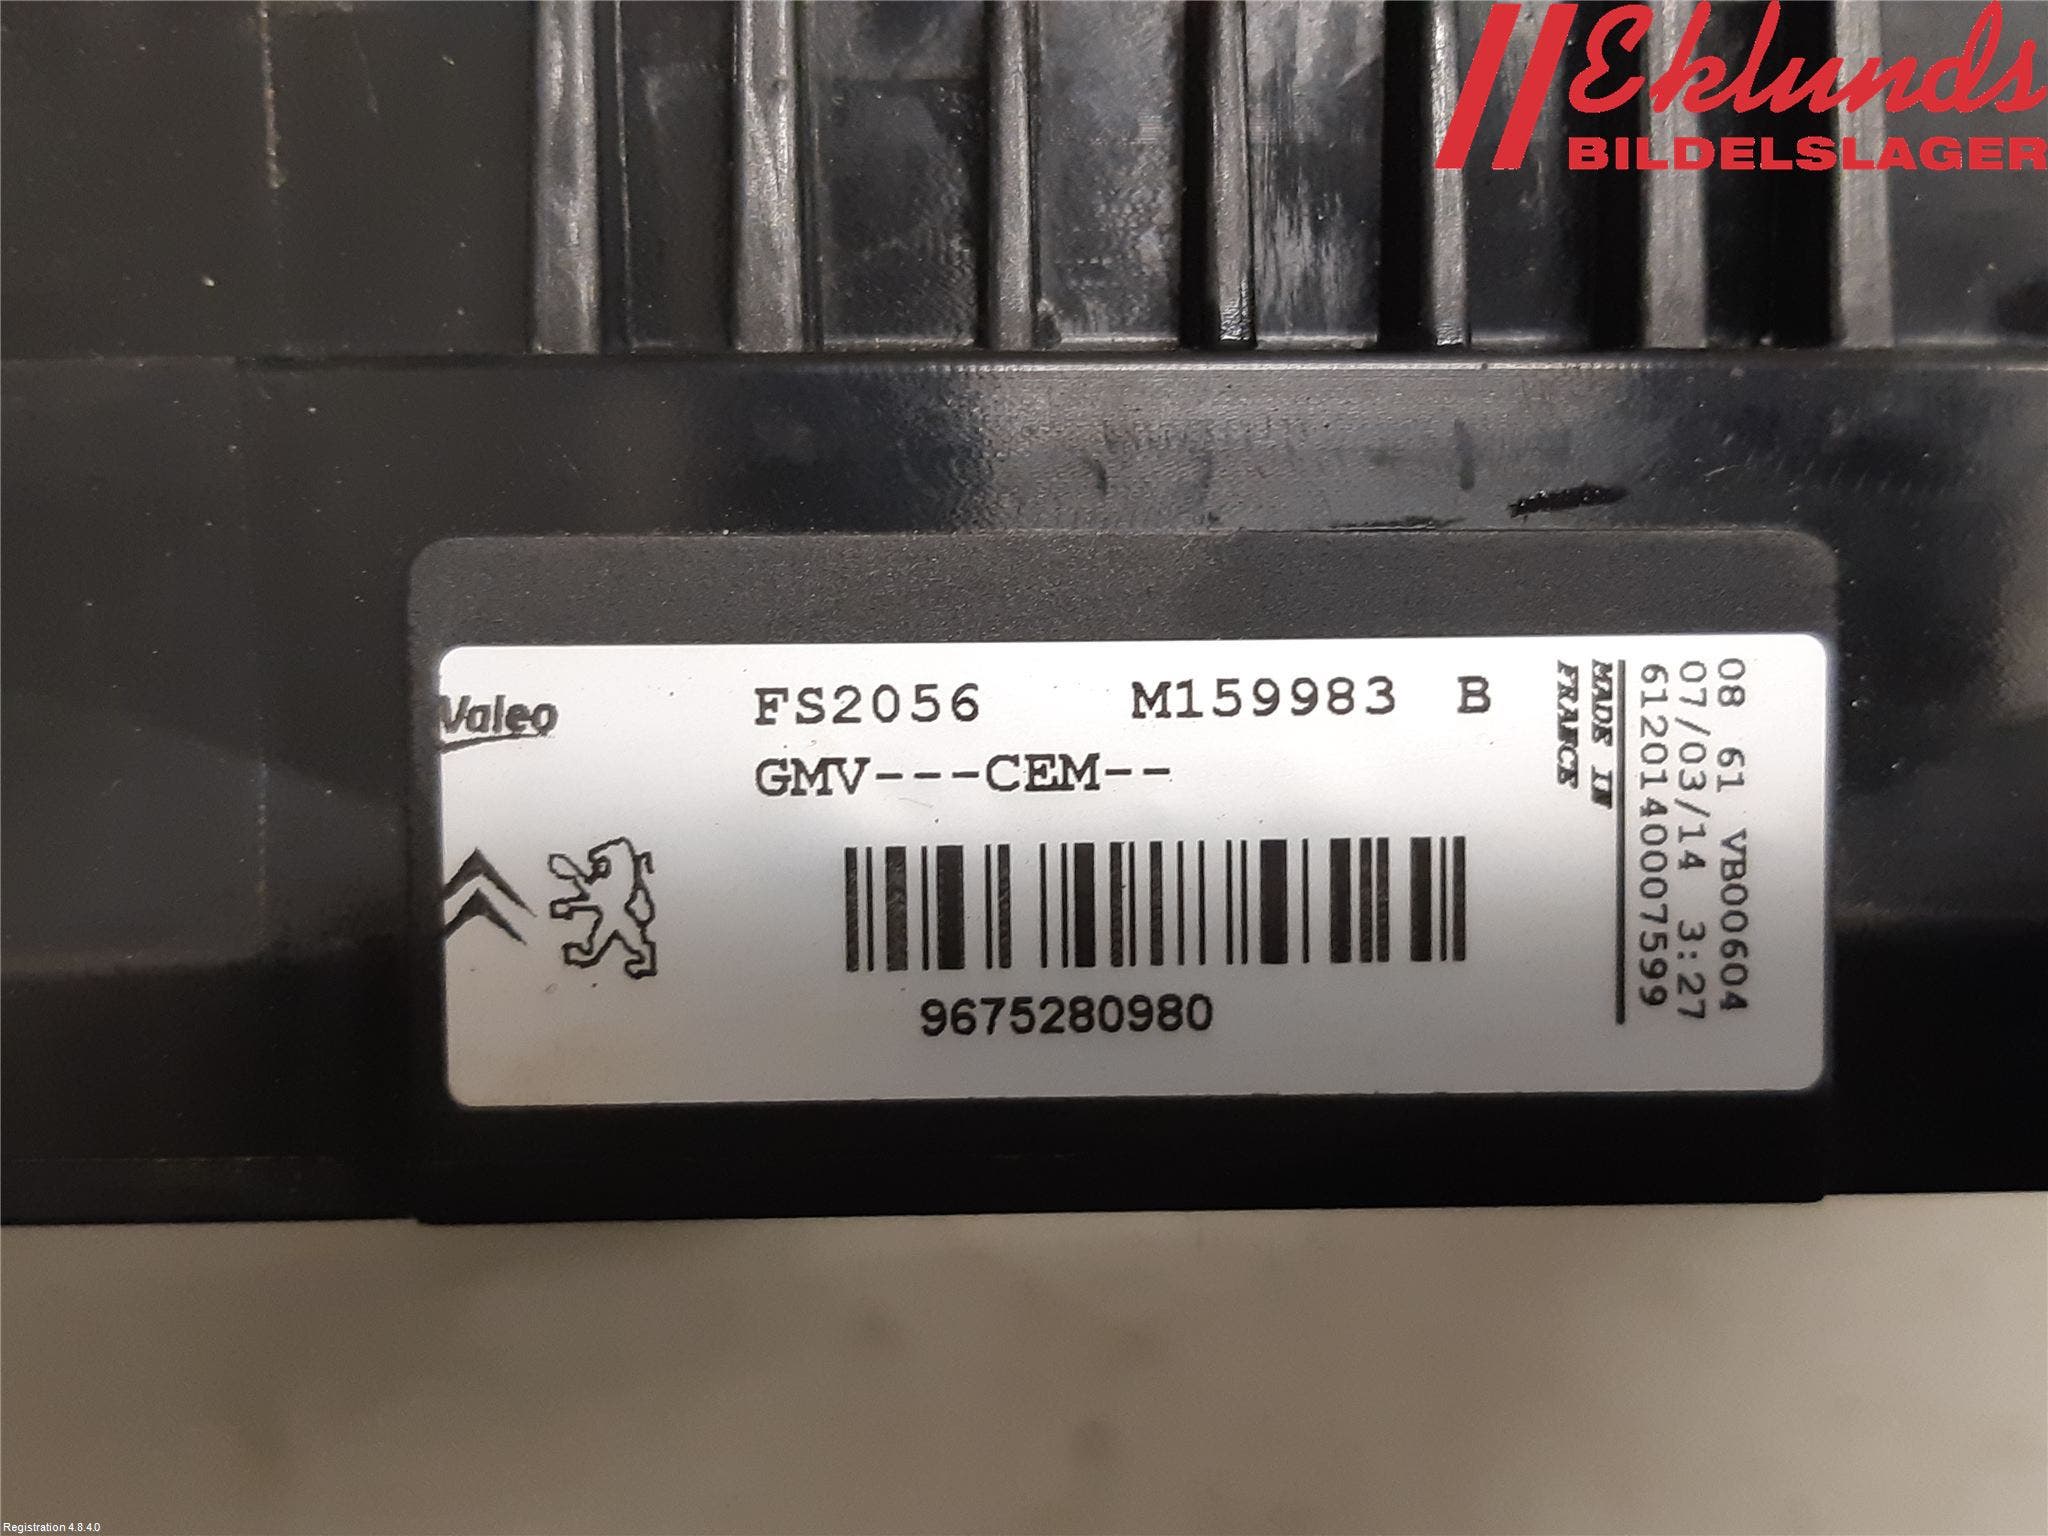 Eklunds
BILDELSLAGER
Valeo
FS2056 M159983 B
GMV---CEM--
9675280980
08 61 VB00604
07/03/14 3:27
6120140007599
MADE IN
FRANCE
Registration 4.8.4.0